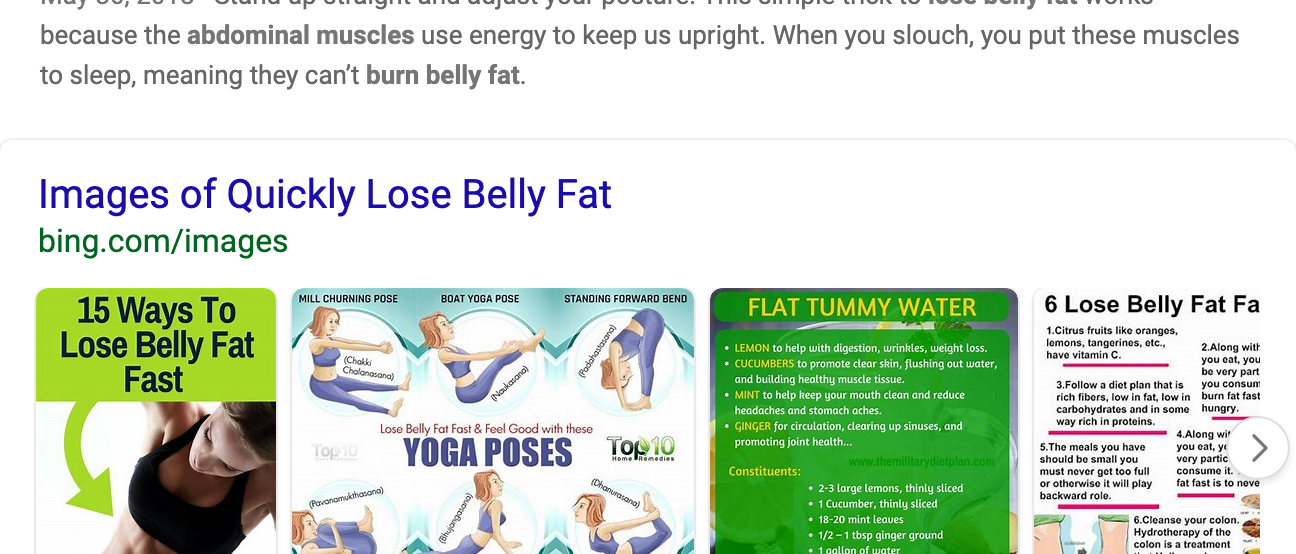 May 30, 2018 · Stand up straight and adjust your posture. This simple trick to lose belly fat works
because the abdominal muscles use energy to keep us upright. When you slouch, you put these muscles
to sleep, meaning they can’t burn belly fat.
Images of Quickly Lose Belly Fat
bing.com/images
15 Ways To
Lose Belly Fat
Fast
MILL CHURNING POSE
BOAT YOGA POSE
STANDING FORWARD BEND
(Chakki
Chalanasana)
(Naukasana)
(Padahastasana)
Lose Belly Fat Fast & Feel Good with these
YOGA POSES
Top10
Top10
Home Remedies
(Pavanamukthasana)
(Bhujangasana)
(Dhanurasana)
FLAT TUMMY WATER
• LEMON to help with digestion, wrinkles, weight loss.
• CUCUMBERS to promote clear skin, flushing out water,
and building healthy muscle tissue.
• MINT to help keep your mouth clean and reduce
headaches and stomach aches.
• GINGER for circulation, clearing up sinuses, and
promoting joint health...
www.themilitarydietplan.com
Constituents:
• 2-3 large lemons, thinly sliced
• 1 Cucumber, thinly sliced
• 18-20 mint leaves
• 1/2 – 1 tbsp ginger ground
• 1 gallon of water
6 Lose Belly Fat Fa
1.Citrus fruits like oranges,
lemons, tangerines, etc.,
have vitamin C.
2.Along with
you eat, you
be very part
you consum
burn fat fast
hungry.
3.Follow a diet plan that is
rich fibers, low in fat, low in
carbohydrates and in some
way rich in proteins.
4.Along wi
you eat, y
very partic
consume it.
fat fast is to neve
5.The meals you have
should be small you
must never get too full
or otherwise it will play
backward role.
6.Cleanse your colon.
Hydrotherapy of the
colon is a treatment